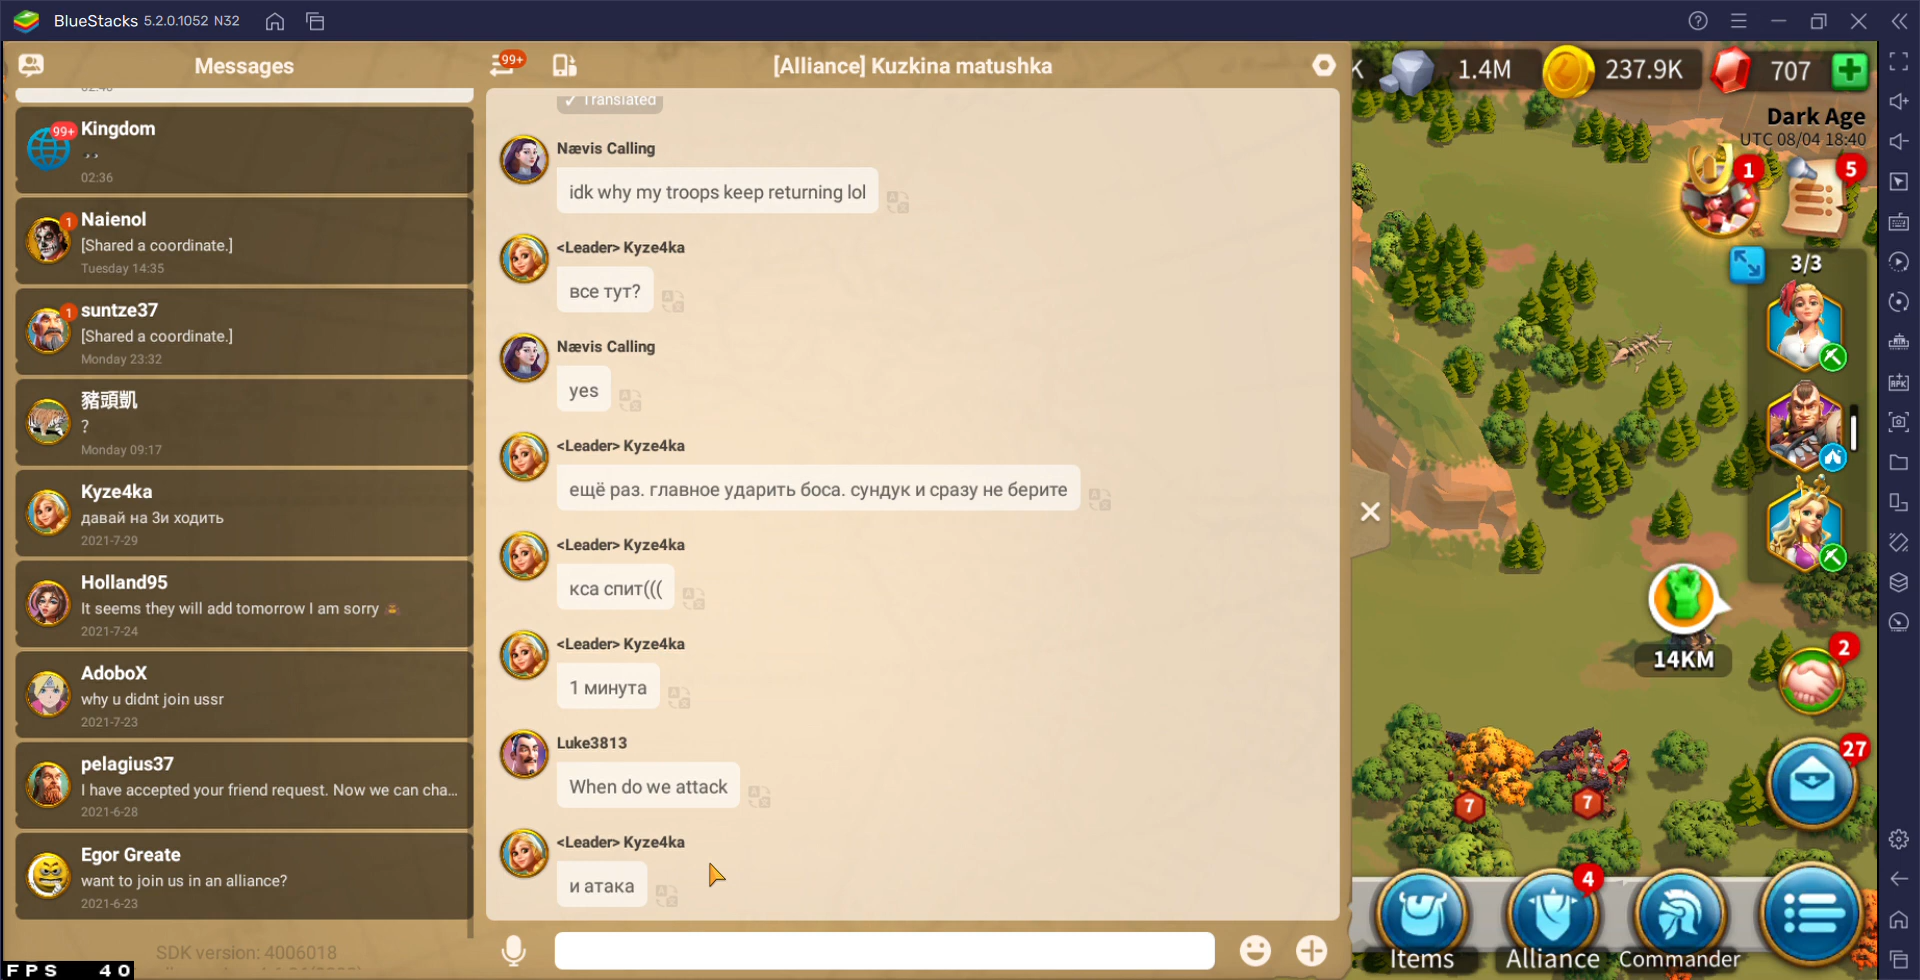 BlueStacks 5.2.0.1052 N32
Messages
Kingdom
99+
02:36
Naienol
1
[Shared a coordinate.]
Tuesday 14:35
suntze37
1
[Shared a coordinate.]
Monday 23:32
豬頭凱
?
Monday 09:17
Kyze4ka
давай на 3и ходить
2021-7-29
Holland95
It seems they will add tomorrow I am sorry
2021-7-24
AdoboX
why u didnt join ussr
2021-7-23
pelagius37
I have accepted your friend request. Now we can cha...
2021-6-28
Egor Greate
want to join us in an alliance?
2021-6-23
SDK version: 4006018
FPS 40
99+
[Alliance] Kuzkina matushka
✓ Translated
Nævis Calling
idk why my troops keep returning lol
<Leader> Kyze4ka
все тут?
Nævis Calling
yes
<Leader> Kyze4ka
ещё раз. главное ударить боса. сундук и сразу не берите
<Leader> Kyze4ka
кса спит(((
<Leader> Kyze4ka
1 минута
Luke3813
When do we attack
<Leader> Kyze4ka
и атака
K
1.4M
237.9K
707
Dark Age
UTC 08/04 18:40
1
5
3/3
14KM
2
27
7
7
4
Items
Alliance
Commander